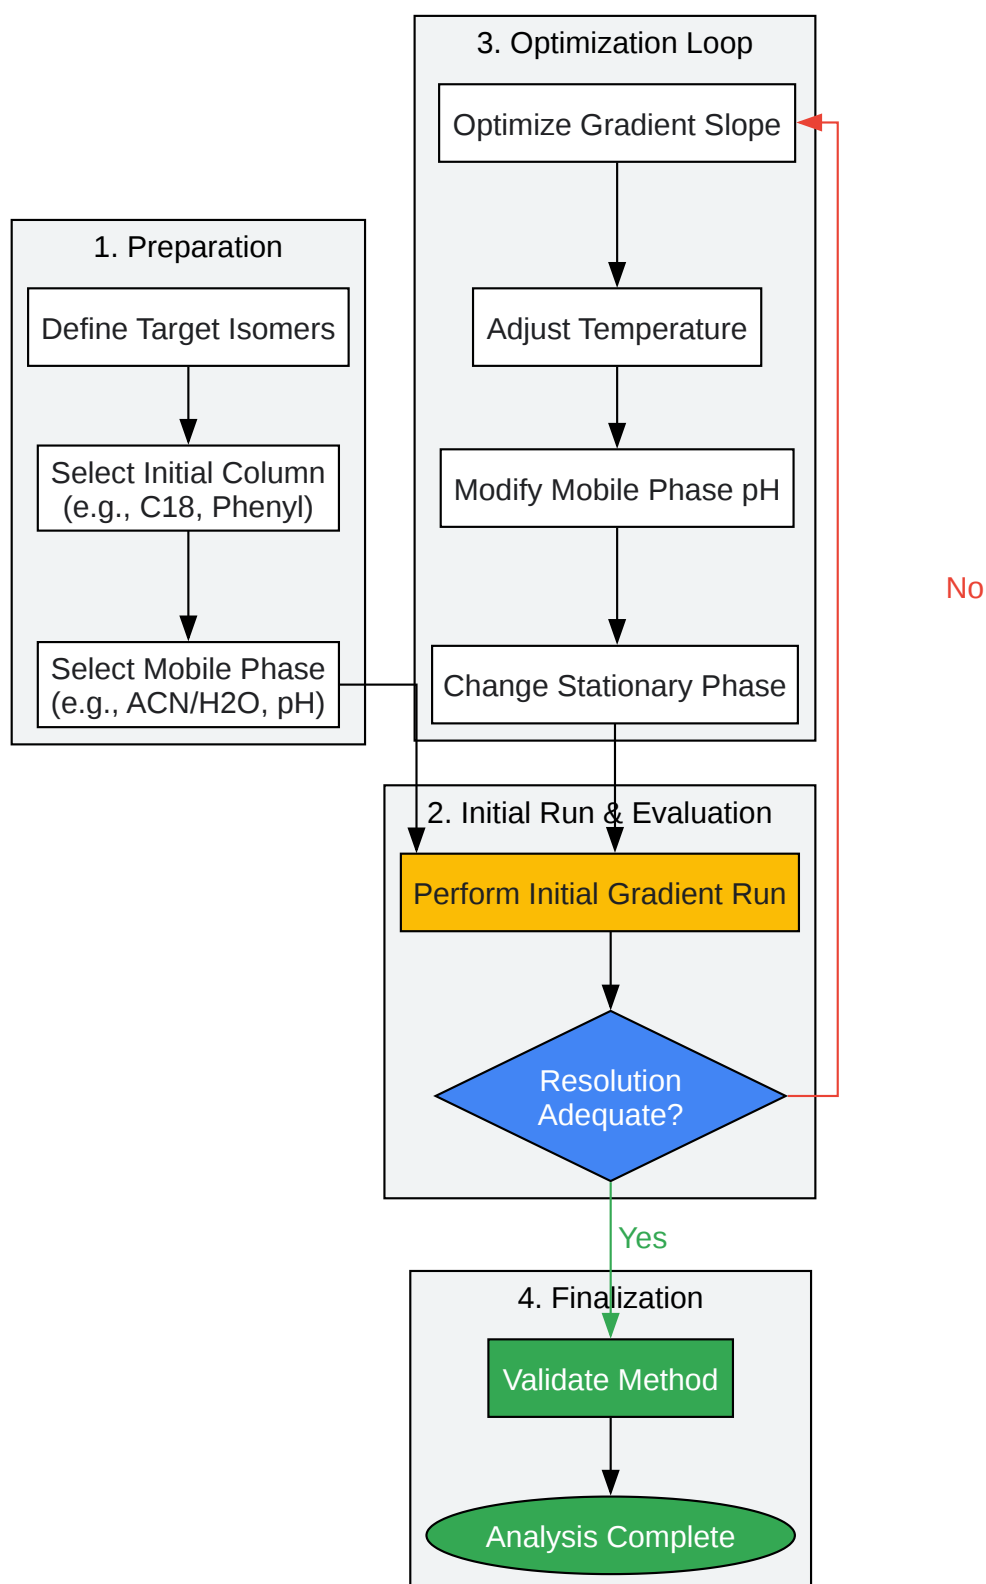 3. Optimization Loop
Optimize Gradient Slope
Adjust Temperature
Modify Mobile Phase pH
Change Stationary Phase
1. Preparation
Define Target Isomers
Select Initial Column
(e.g., C18, Phenyl)
Select Mobile Phase
(e.g., ACN/H2O, pH)
No
2. Initial Run & Evaluation
Perform Initial Gradient Run
Resolution
Adequate?
Yes
4. Finalization
Validate Method
Analysis Complete